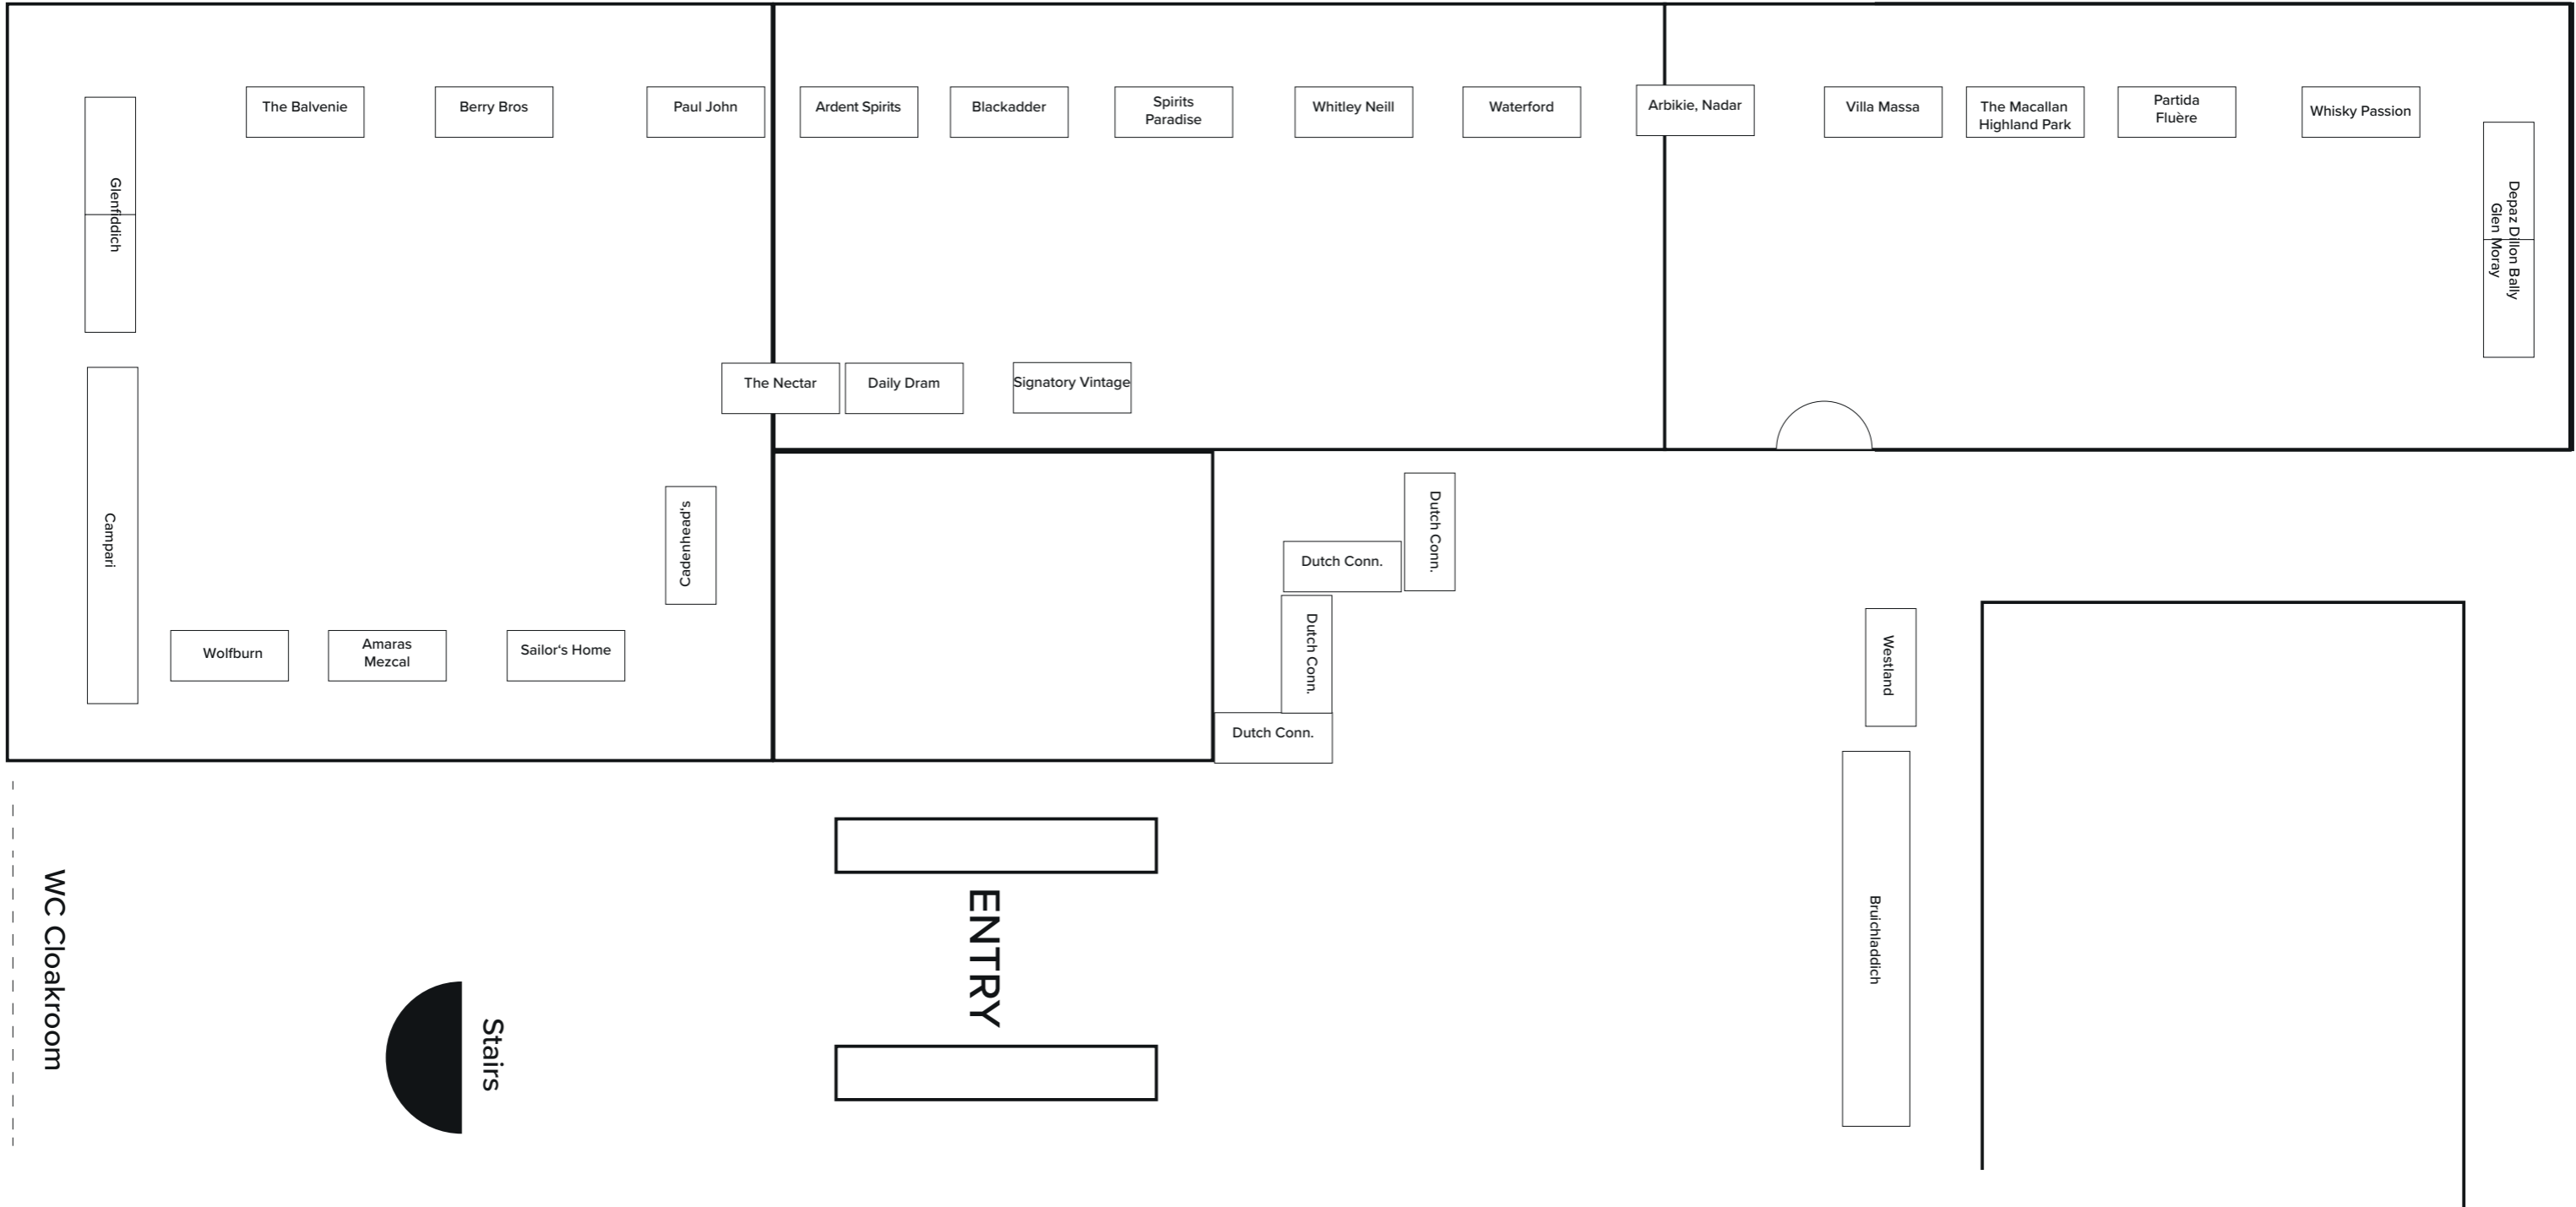 The Balvenie
Berry Bros
Paul John
Ardent Spirits
Blackadder
Spirits
Paradise
Whitley Neill
Waterford
Arbikie, Nadar
Villa Massa
The Macallan
Highland Park
Partida
Fluère
Whisky Passion
Glenfiddich
Depaz Dillon Bally
Glen Moray
The Nectar
Daily Dram
Signatory Vintage
Campari
Cadenhead's
Dutch Conn.
Dutch Conn.
Dutch Conn.
Dutch Conn.
Wolfburn
Amaras
Mezcal
Sailor's Home
Westland
Bruichladdich
WC Cloakroom
Stairs
ENTRY